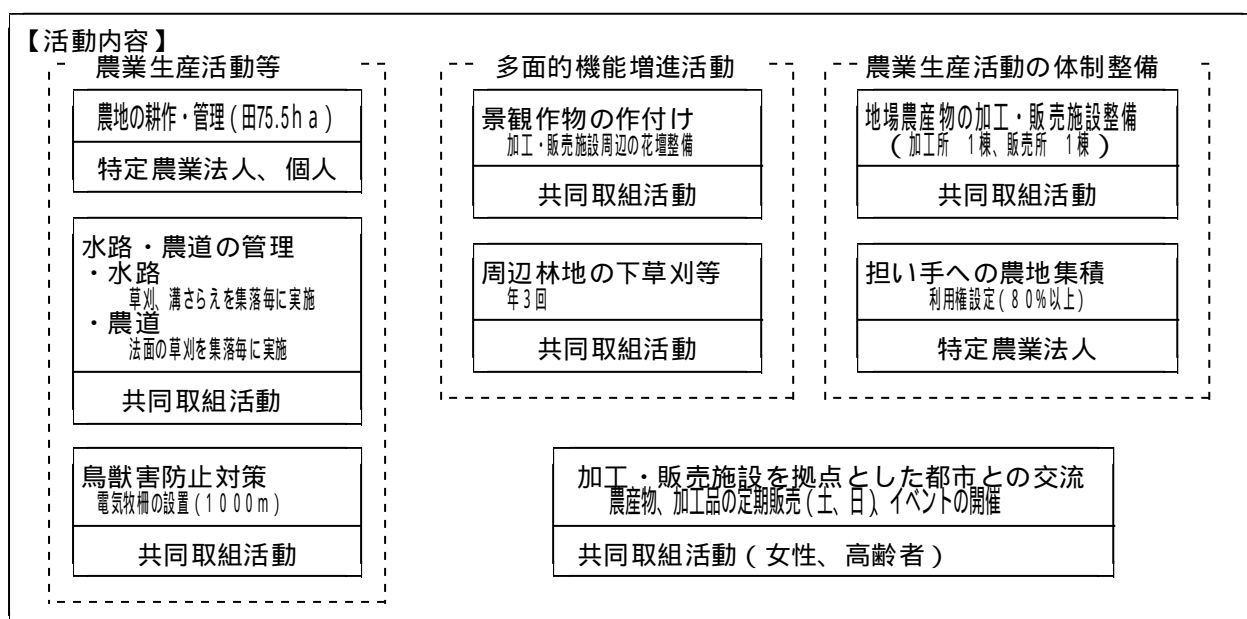 【活動内容】
農業生産活動等
農地の耕作・管理(田75.5ha)
特定農業法人、個人
水路・農道の管理
・水路
草刈、溝さらえを集落毎に実施
・農道
法面の草刈を集落毎に実施
共同取組活動
鳥獣害防止対策
電気牧柵の設置(1000m)
共同取組活動
多面的機能増進活動
景観作物の作付け
加工・販売施設周辺の花壇整備
共同取組活動
周辺林地の下草刈等
年3回
共同取組活動
農業生産活動の体制整備
地場農産物の加工・販売施設整備
(加工所 1棟、販売所 1棟)
共同取組活動
担い手への農地集積
利用権設定(80%以上)
特定農業法人
加工・販売施設を拠点とした都市との交流
農産物、加工品の定期販売(土、日)、イベントの開催
共同取組活動(女性、高齢者)